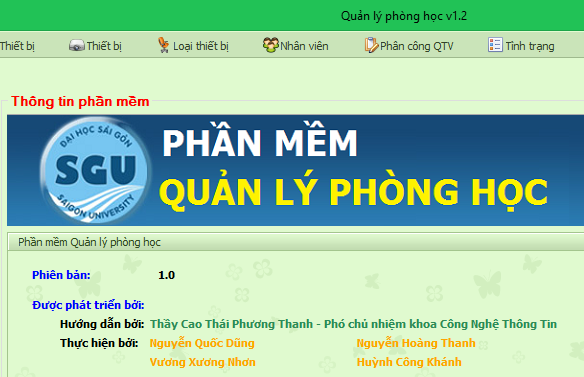 Quản lý phòng học v1.2
Thiết bị Thiết bị Loại thiết bị Nhân viên Phân công QTV Tình trạng
Thông tin phần mềm
ĐẠI HỌC SÀI GÒN
SGU
SAIGON UNIVERSITY
PHẦN MỀM
QUẢN LÝ PHÒNG HỌC
Phần mềm Quản lý phòng học
Phiên bản: 1.0
Được phát triển bởi:
Hướng dẫn bởi: Thầy Cao Thái Phương Thanh - Phó chủ nhiệm khoa Công Nghệ Thông Tin
Thực hiện bởi: Nguyễn Quốc Dũng Nguyễn Hoàng Thanh
Vương Xương Nhơn Huỳnh Công Khánh